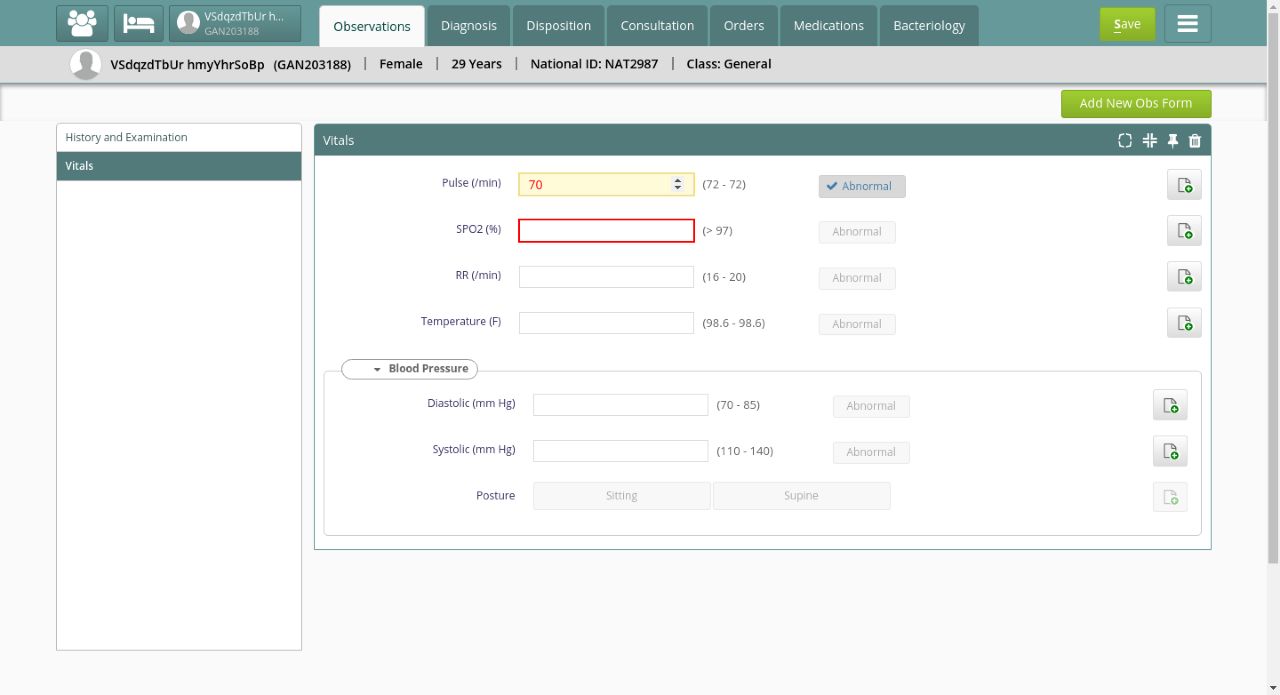 VSdqzdTbUr h...
GAN203188
Observations
Diagnosis
Disposition
Consultation
Orders
Medications
Bacteriology
Save
VSdqzdTbUr hmyYhrSoBp (GAN203188) | Female | 29 Years | National ID: NAT2987 | Class: General
Add New Obs Form
History and Examination
Vitals
Vitals
Pulse (/min) 70 (72 - 72) Abnormal
SPO2 (%) (> 97) Abnormal
RR (/min) (16 - 20) Abnormal
Temperature (F) (98.6 - 98.6) Abnormal
Blood Pressure
Diastolic (mm Hg) (70 - 85) Abnormal
Systolic (mm Hg) (110 - 140) Abnormal
Posture Sitting Supine